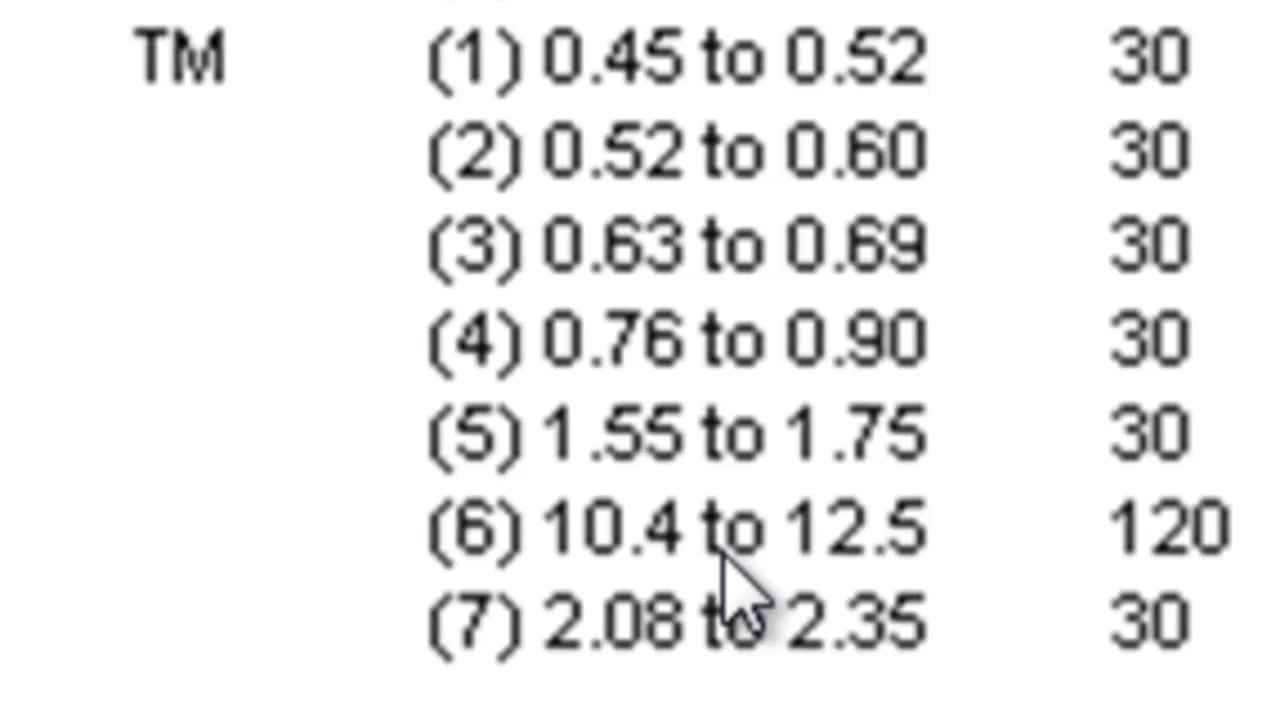 TM (1) 0.45 to 0.52 30
(2) 0.52 to 0.60 30
(3) 0.63 to 0.69 30
(4) 0.76 to 0.90 30
(5) 1.55 to 1.75 30
(6) 10.4 to 12.5 120
(7) 2.08 to 2.35 30